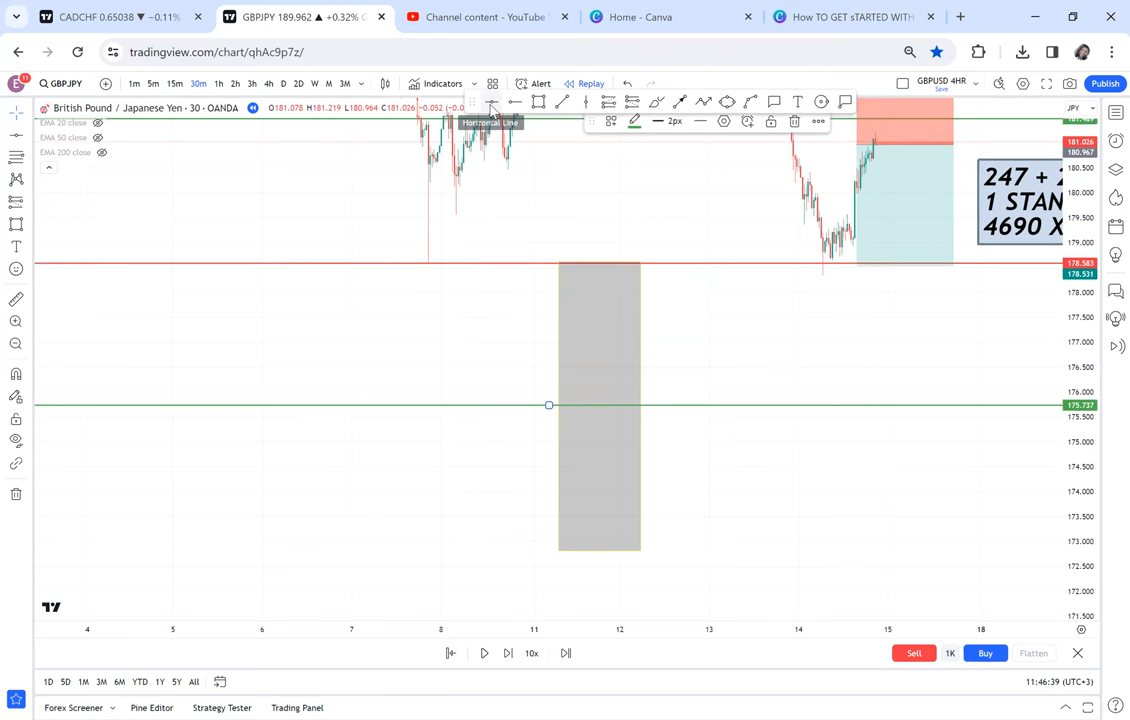 CADCHF 0.65038 ▼ −0.11%
GBPJPY 189.962 ▲ +0.32%
Channel content - YouTube
Home - Canva
How TO GET sTARTED WITH
tradingview.com/chart/qhAc9p7z/
E
11
GBPJPY
1m 5m 15m 30m 1h 2h 3h 4h D 2D W M 3M
Indicators
Alert
Replay
GBPUSD 4HR
Save
Publish
British Pound / Japanese Yen · 30 · OANDA
O181.078 H181.219 L180.964 C181.026 −0.052
JPY
EMA 20 close
EMA 50 close
EMA 200 close
Horizontal Line
2px
181.026
180.967
180.500
180.000
179.500
179.000
178.583
178.531
178.000
177.500
177.000
176.500
176.000
175.737
175.500
175.000
174.500
174.000
173.500
173.000
172.500
172.000
171.500
247 +
1 STAN
4690 X
4 5 6 7 8 11 12 13 14 15 18
10x
Sell
1K
Buy
Flatten
1D 5D 1M 3M 6M YTD 1Y 5Y All
11:46:39 (UTC+3)
Forex Screener
Pine Editor
Strategy Tester
Trading Panel